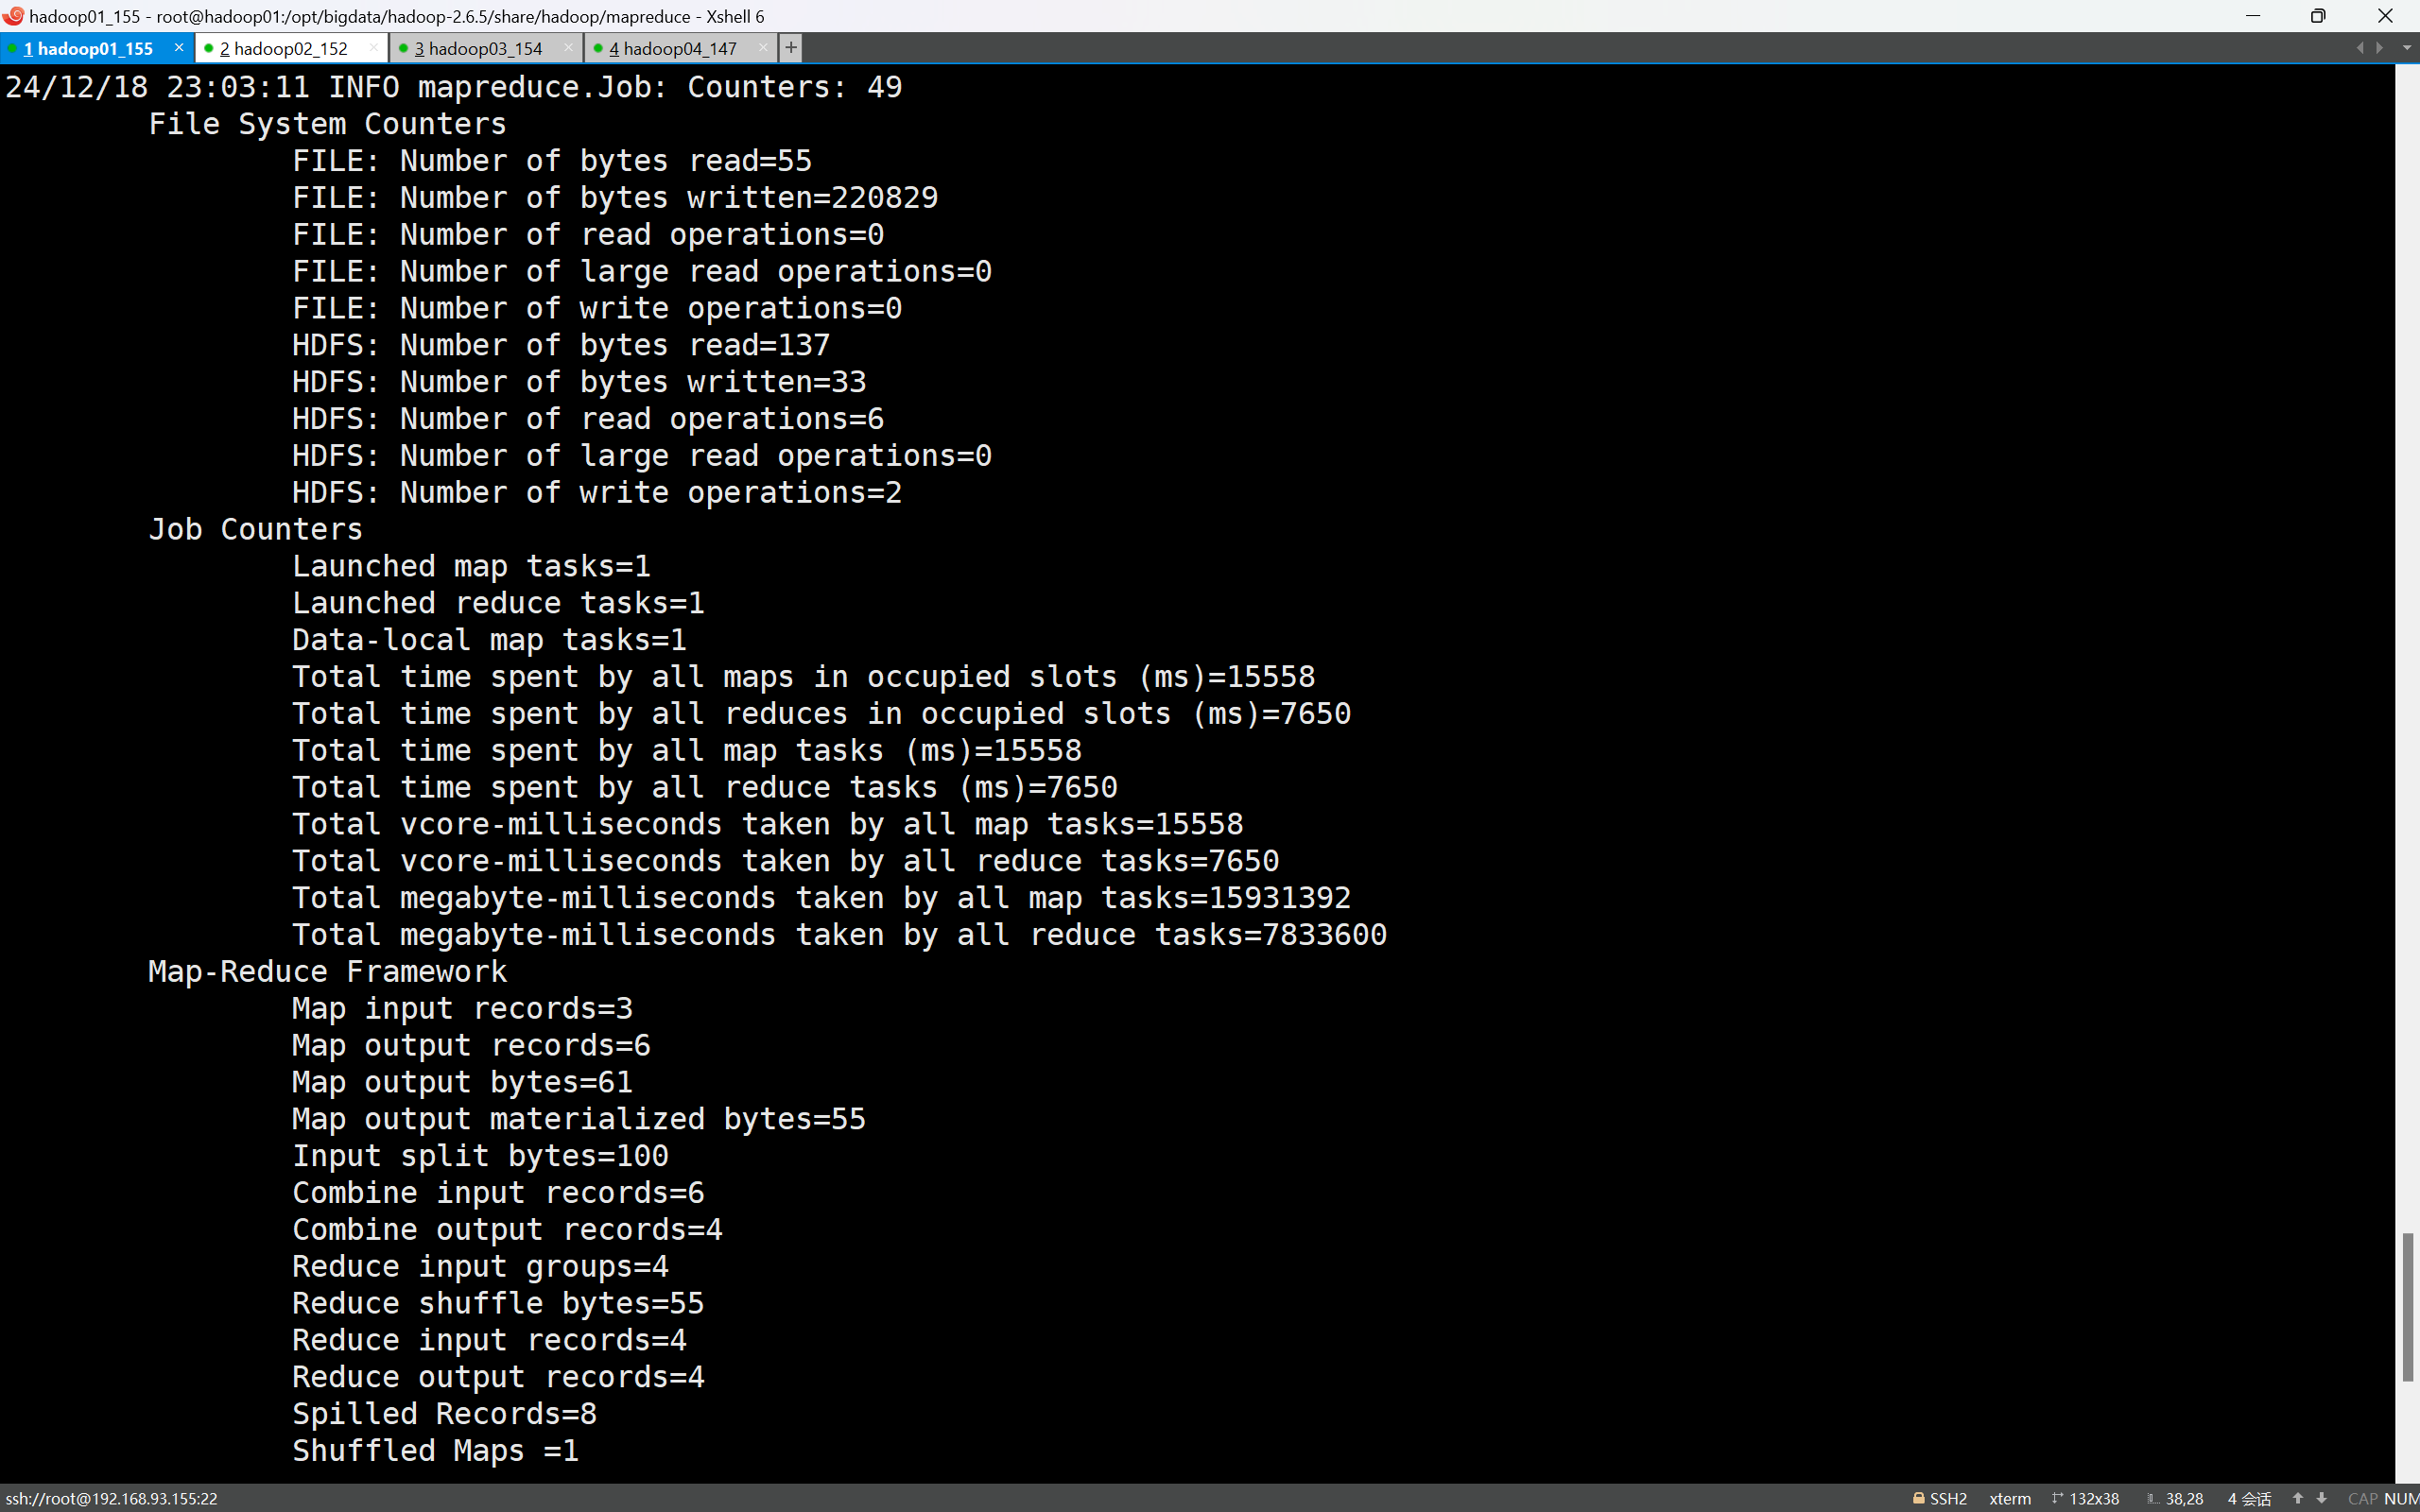 hadoop01_155 - root@hadoop01:/opt/bigdata/hadoop-2.6.5/share/hadoop/mapreduce - Xshell 6
1 hadoop01_155 × 2 hadoop02_152 × 3 hadoop03_154 × 4 hadoop04_147 × +
24/12/18 23:03:11 INFO mapreduce.Job: Counters: 49
File System Counters
FILE: Number of bytes read=55
FILE: Number of bytes written=220829
FILE: Number of read operations=0
FILE: Number of large read operations=0
FILE: Number of write operations=0
HDFS: Number of bytes read=137
HDFS: Number of bytes written=33
HDFS: Number of read operations=6
HDFS: Number of large read operations=0
HDFS: Number of write operations=2
Job Counters
Launched map tasks=1
Launched reduce tasks=1
Data-local map tasks=1
Total time spent by all maps in occupied slots (ms)=15558
Total time spent by all reduces in occupied slots (ms)=7650
Total time spent by all map tasks (ms)=15558
Total time spent by all reduce tasks (ms)=7650
Total vcore-milliseconds taken by all map tasks=15558
Total vcore-milliseconds taken by all reduce tasks=7650
Total megabyte-milliseconds taken by all map tasks=15931392
Total megabyte-milliseconds taken by all reduce tasks=7833600
Map-Reduce Framework
Map input records=3
Map output records=6
Map output bytes=61
Map output materialized bytes=55
Input split bytes=100
Combine input records=6
Combine output records=4
Reduce input groups=4
Reduce shuffle bytes=55
Reduce input records=4
Reduce output records=4
Spilled Records=8
Shuffled Maps =1
ssh://root@192.168.93.155:22 SSH2 xterm 132x38 38,28 4 会话 CAP NUM